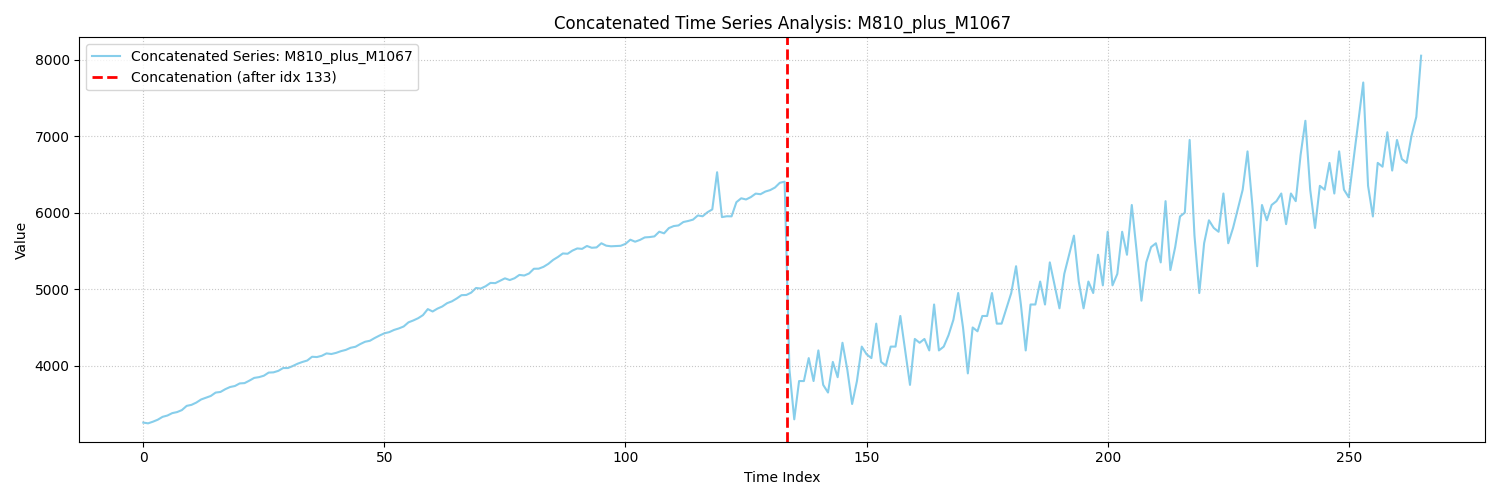 Concatenated Time Series Analysis: M810_plus_M1067
Concatenated Series: M810_plus_M1067
Concatenation (after idx 133)
Value
8000
7000
6000
5000
4000
0 50 100 150 200 250
Time Index